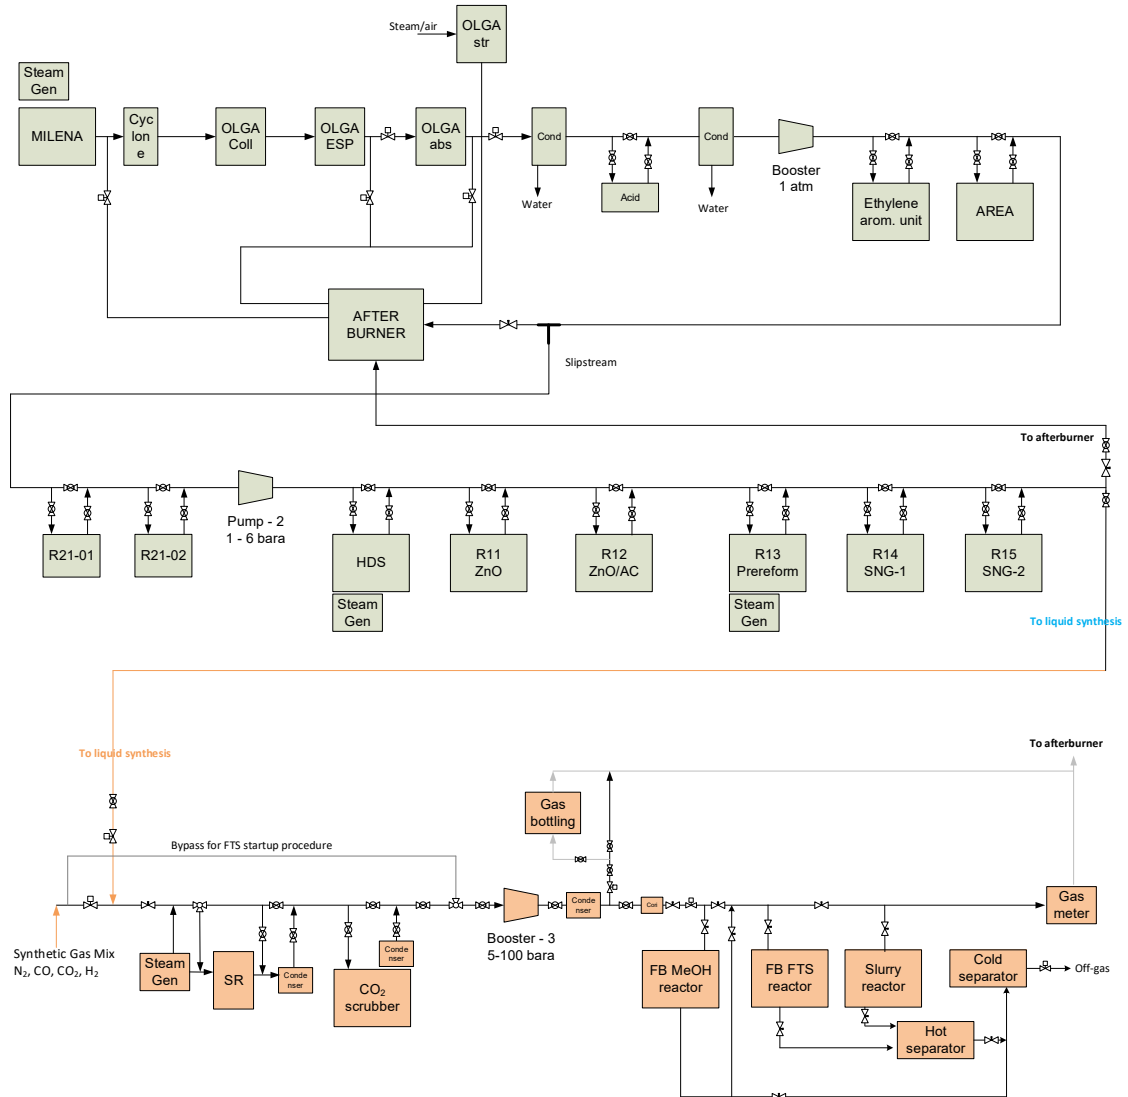 Steam/air
OLGA
str
Steam
Gen
MILENA
Cyc
lon
e
OLGA
Coll
OLGA
ESP
OLGA
abs
Cond
Water
Acid
Cond
Water
Booster
1 atm
Ethylene
arom. unit
AREA
AFTER
BURNER
Slipstream
To afterburner
R21-01
R21-02
Pump - 2
1 - 6 bara
HDS
Steam
Gen
R11
ZnO
R12
ZnO/AC
R13
Prereform
Steam
Gen
R14
SNG-1
R15
SNG-2
To liquid synthesis
To liquid synthesis
To afterburner
Gas
bottling
Bypass for FTS startup procedure
Synthetic Gas Mix
N₂, CO, CO₂, H₂
Steam
Gen
SR
Conde
nser
CO₂
scrubber
Conde
nser
Booster - 3
5-100 bara
Conde
nser
Cori
Gas
meter
FB MeOH
reactor
FB FTS
reactor
Slurry
reactor
Cold
separator
Off-gas
Hot
separator